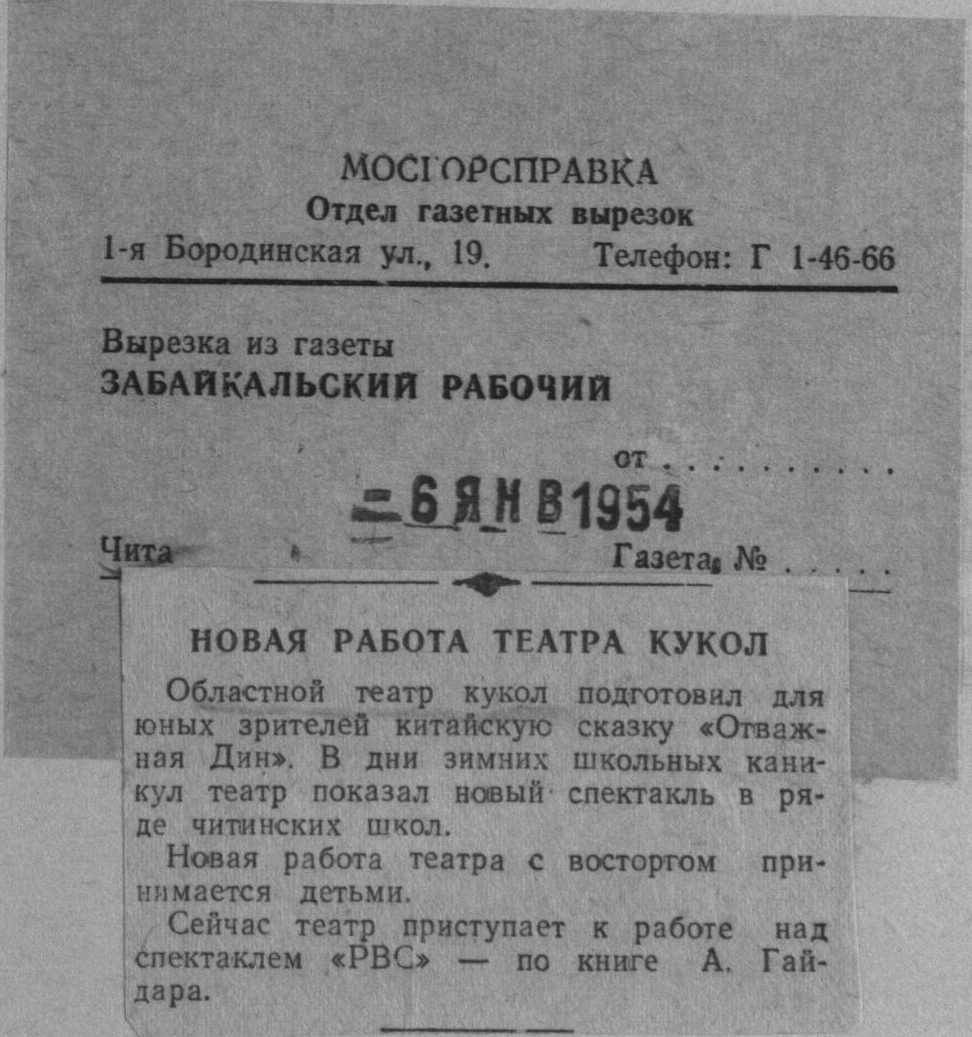 МОСГОРСПРАВКА
Отдел газетных вырезок
1-я Бородинская ул., 19. Телефон: Г 1-46-66
Вырезка из газеты
ЗАБАЙКАЛЬСКИЙ РАБОЧИЙ
от . . . . . . . . . .
= 6 ЯНВ 1954
Чита Газета № . . . . .
НОВАЯ РАБОТА ТЕАТРА КУКОЛ
Областной театр кукол подготовил для
юных зрителей китайскую сказку «Отваж-
ная Дин». В дни зимних школьных кани-
кул театр показал новый спектакль в ря-
де читинских школ.
Новая работа театра с восторгом при-
нимается детьми.
Сейчас театр приступает к работе над
спектаклем «РВС» — по книге А. Гай-
дара.